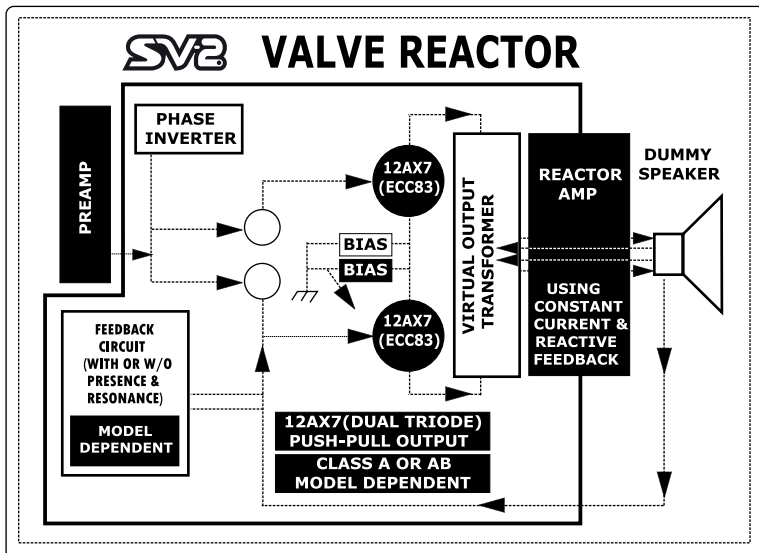 SV-2 VALVE REACTOR
PREAMP
PHASE
INVERTER
12AX7
(ECC83)
BIAS
BIAS
12AX7
(ECC83)
VIRTUAL OUTPUT
TRANSFORMER
REACTOR
AMP
USING
CONSTANT
CURRENT &
REACTIVE
FEEDBACK
DUMMY
SPEAKER
FEEDBACK
CIRCUIT
(WITH OR W/O
PRESENCE &
RESONANCE)
MODEL
DEPENDENT
12AX7(DUAL TRIODE)
PUSH-PULL OUTPUT
CLASS A OR AB
MODEL DEPENDENT